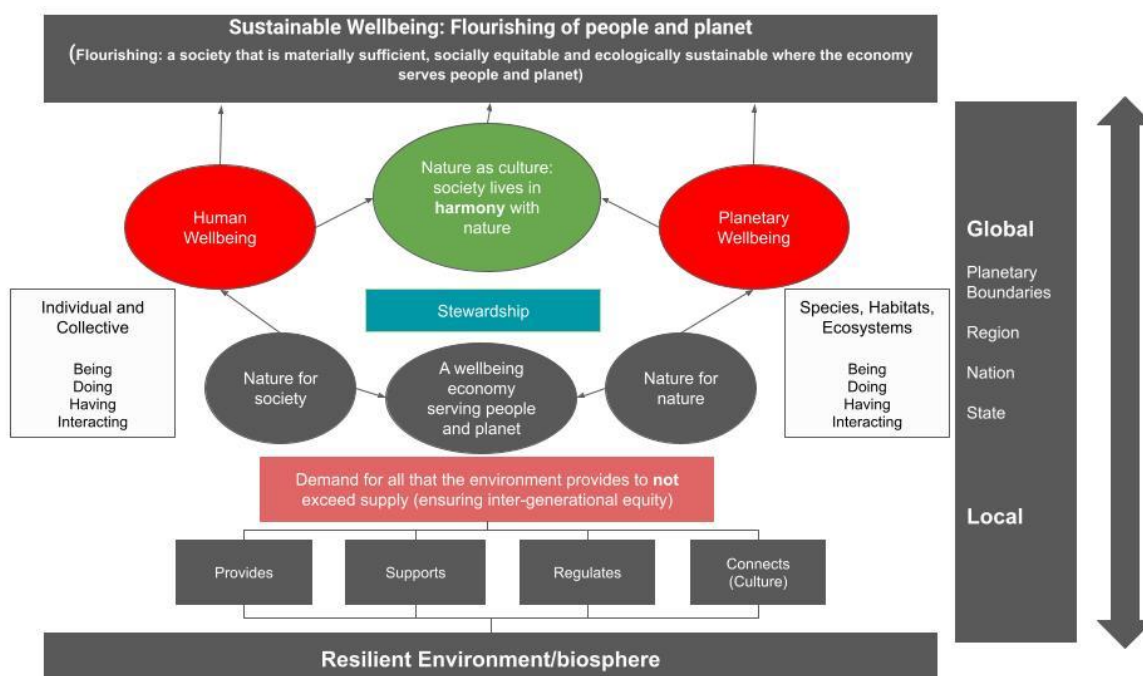 Sustainable Wellbeing: Flourishing of people and planet
(Flourishing: a society that is materially sufficient, socially equitable and ecologically sustainable where the economy
serves people and planet)
Nature as culture:
society lives in
harmony with
nature
Human
Wellbeing
Planetary
Wellbeing
Individual and
Collective
Being
Doing
Having
Interacting
Stewardship
Species, Habitats,
Ecosystems
Being
Doing
Having
Interacting
Nature for
society
A wellbeing
economy
serving people
and planet
Nature for
nature
Demand for all that the environment provides to not
exceed supply (ensuring inter-generational equity)
Provides
Supports
Regulates
Connects
(Culture)
Resilient Environment/biosphere
Global
Planetary
Boundaries
Region
Nation
State
Local